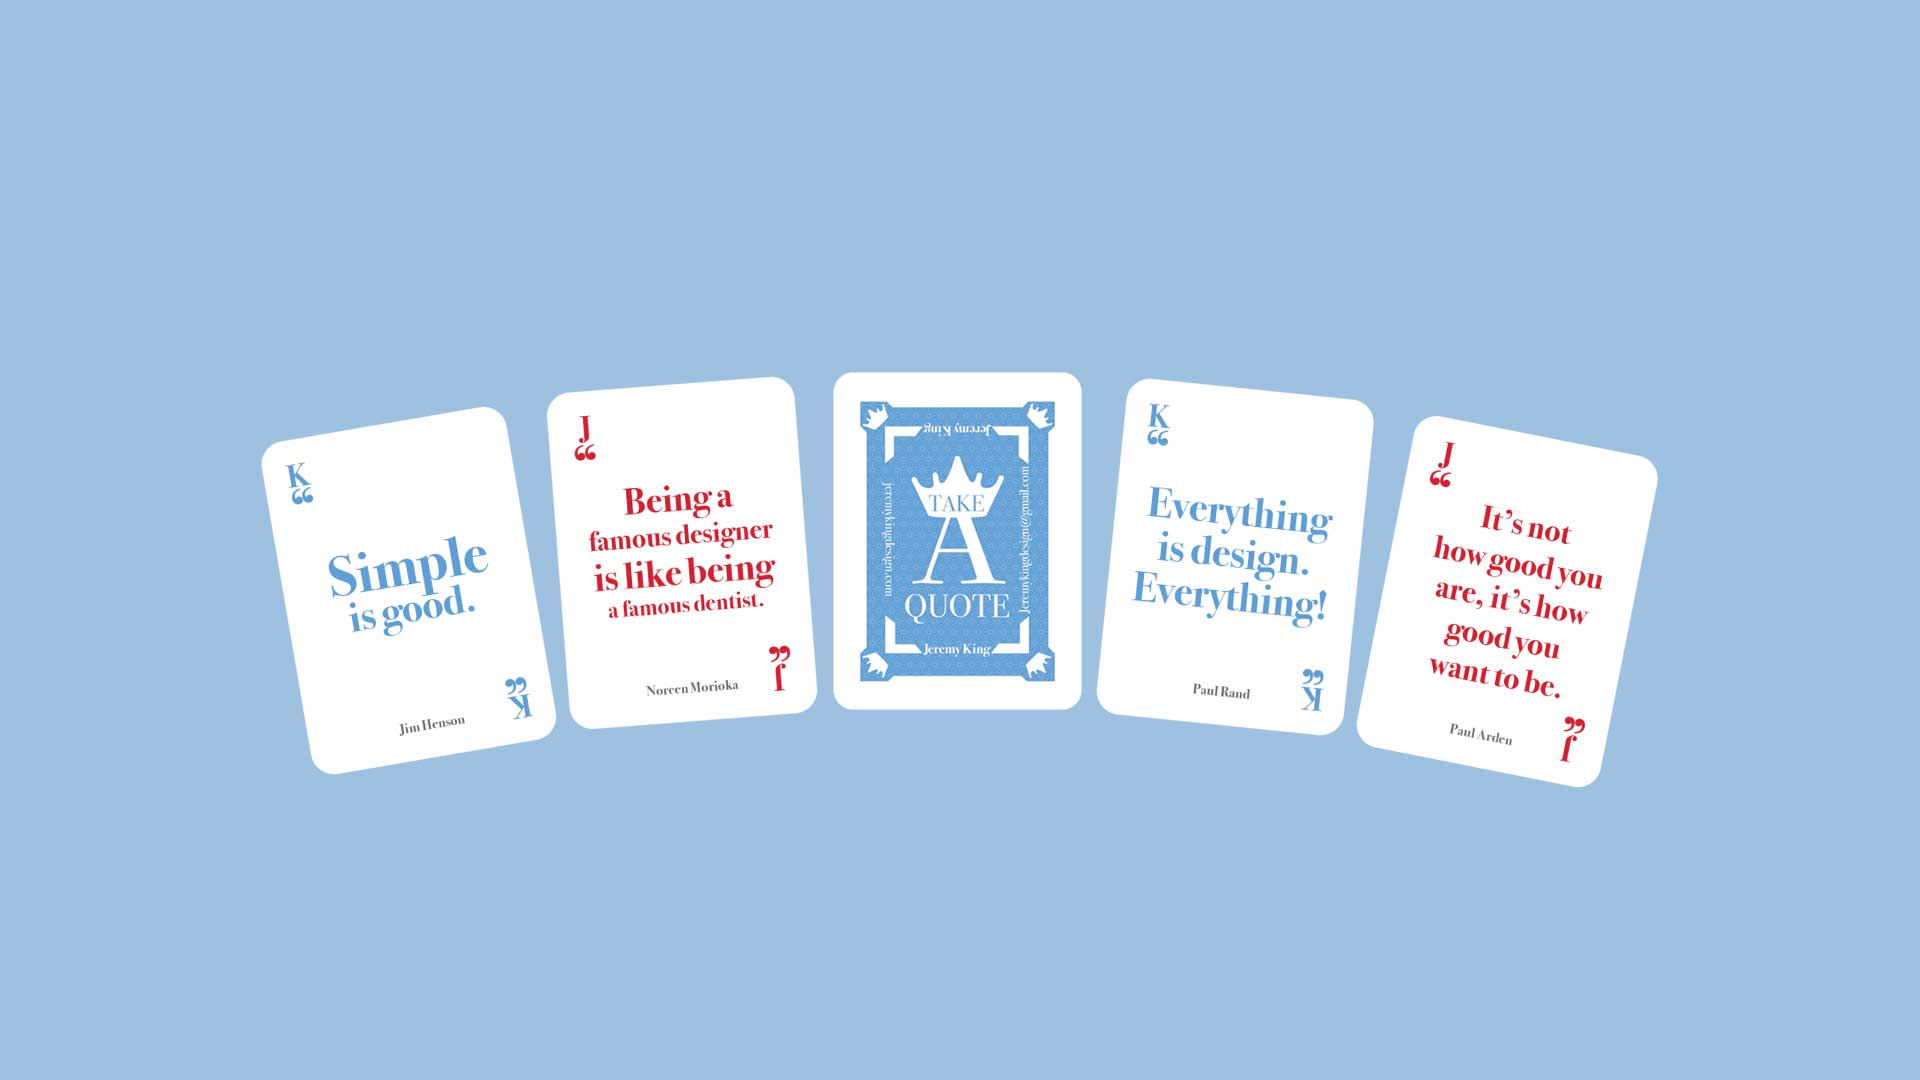 K
“
Simple
is good.
Jim Henson
K
“
J
“
Being a
famous designer
is like being
a famous dentist.
Noreen Morioka
J
“
Jeremy King
jeremykingdesign.com
TAKE
A
QUOTE
jeremykingdesign@gmail.com
Jeremy King
K
“
Everything
is design.
Everything!
Paul Rand
K
“
J
“
It’s not
how good you
are, it’s how
good you
want to be.
Paul Arden
J
“